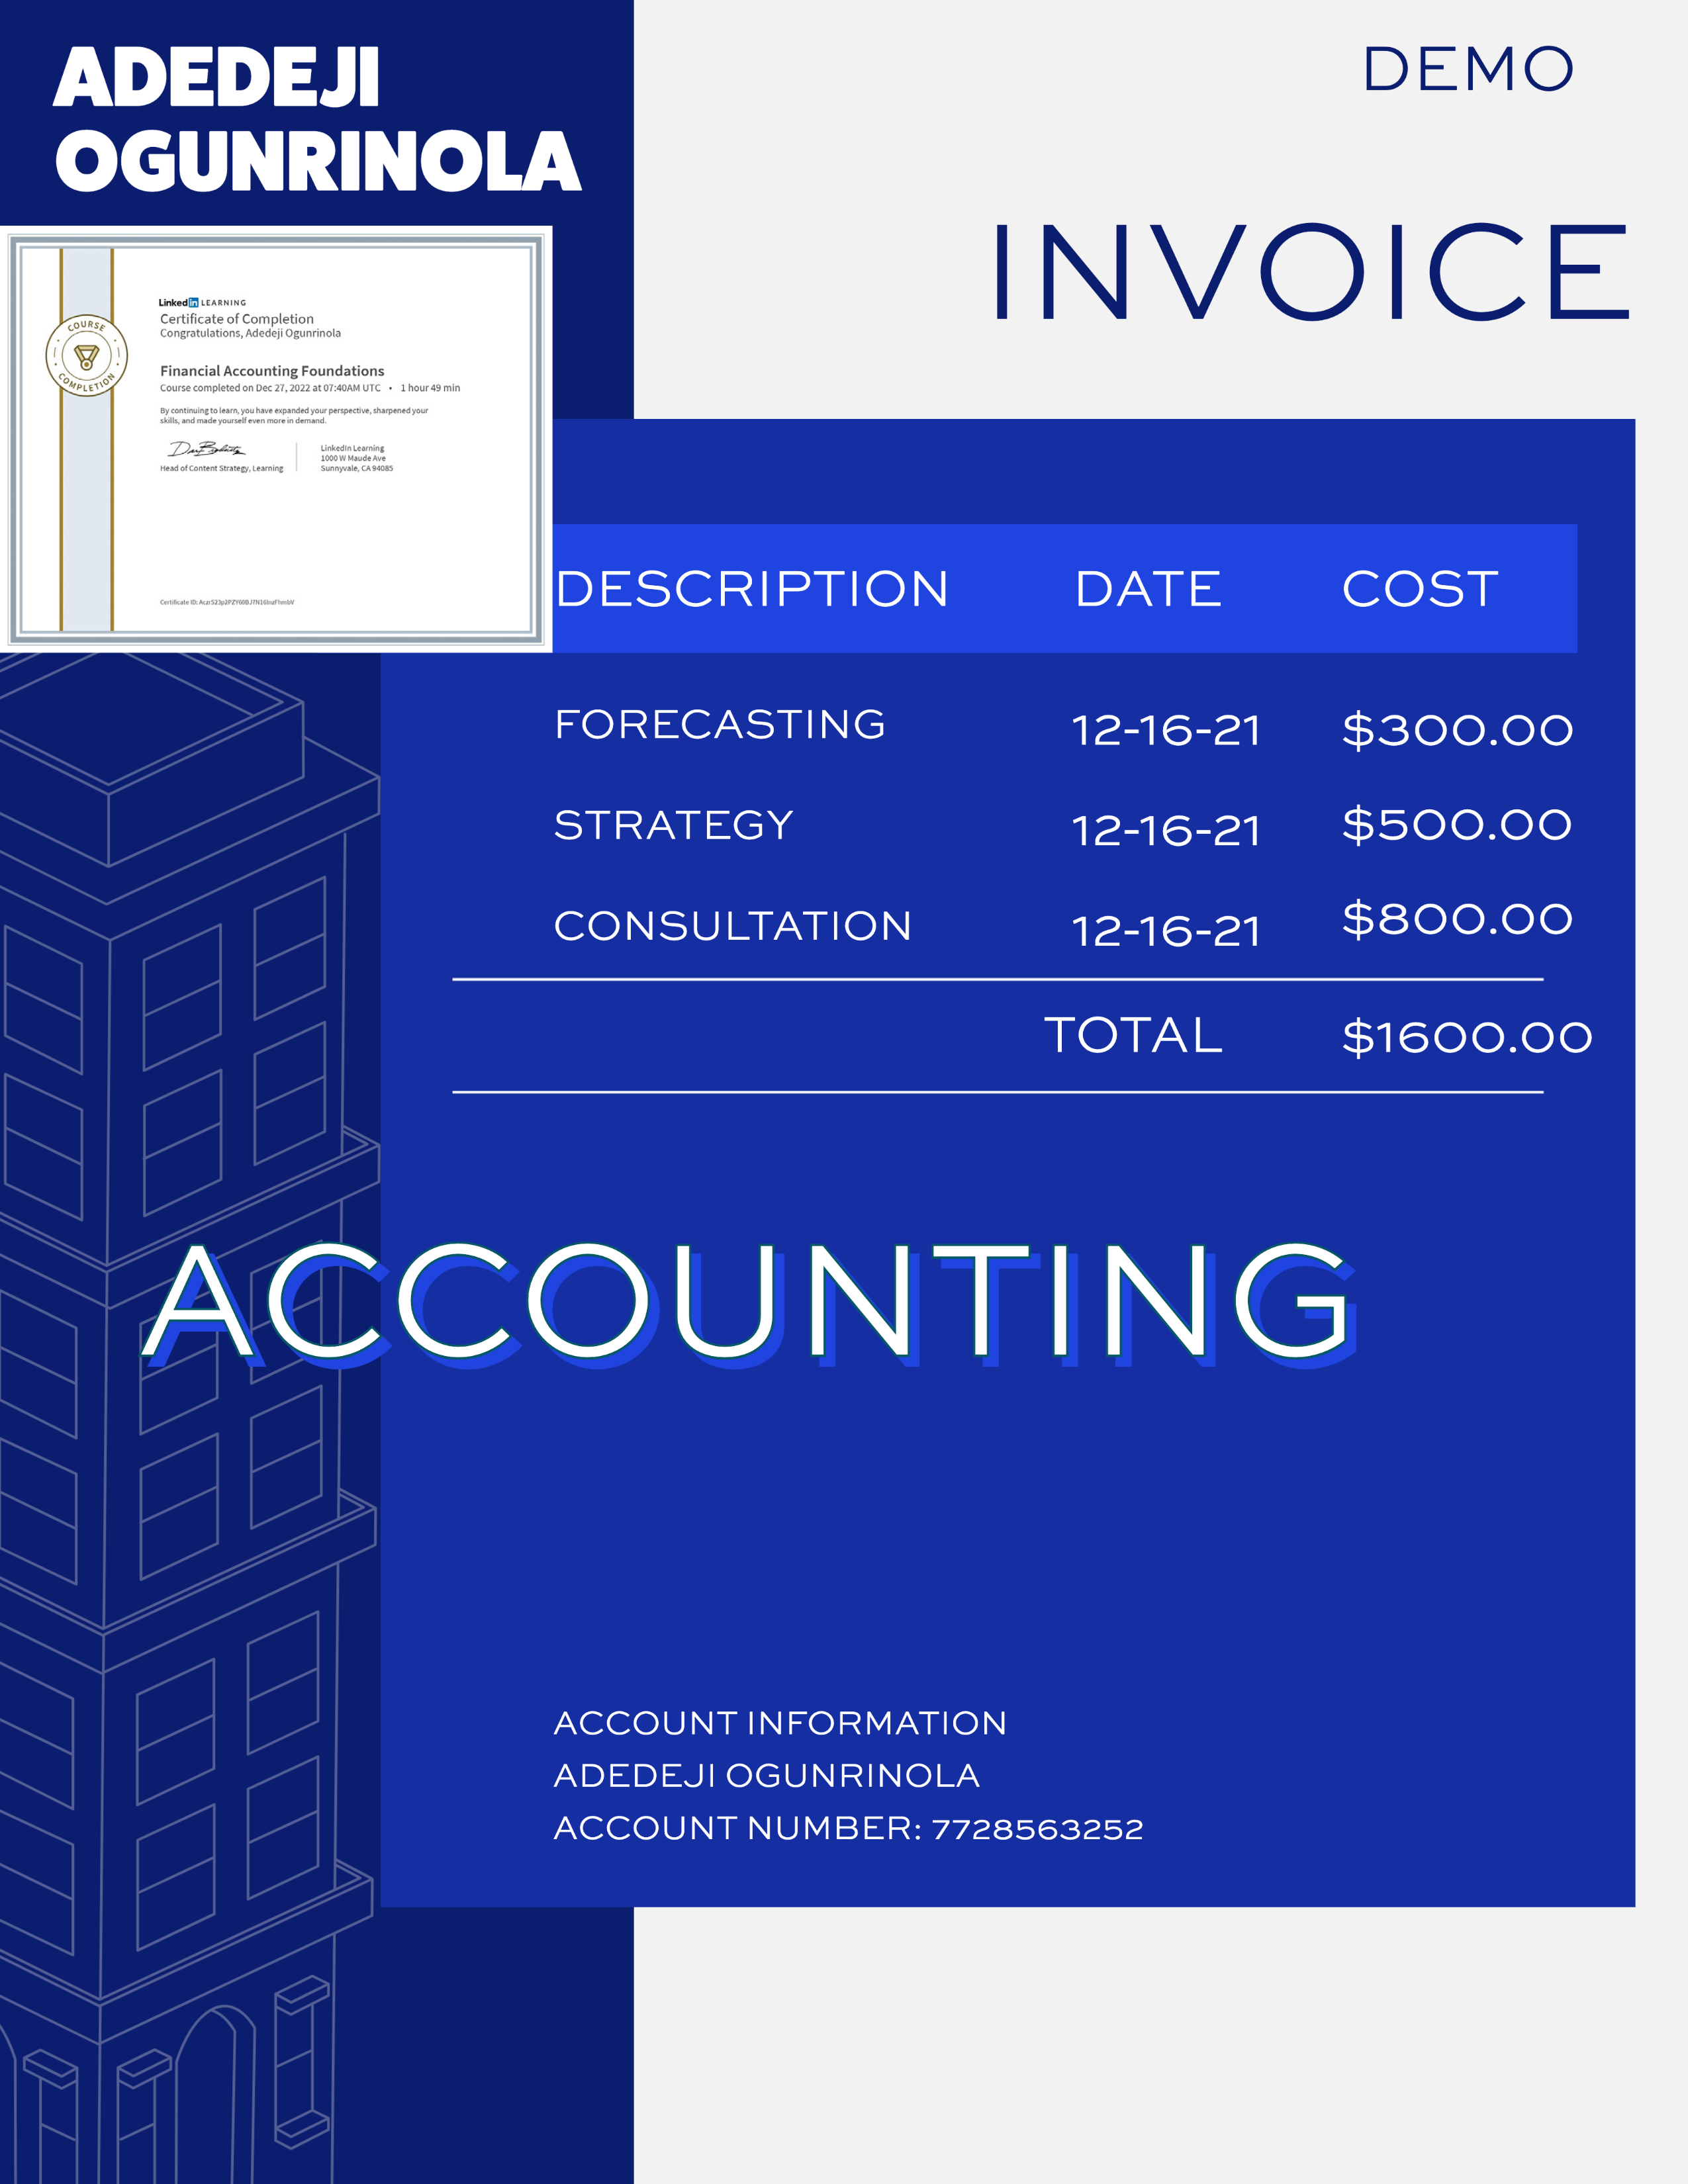 ADEDEJI
OGUNRINOLA
DEMO
INVOICE
Linked in LEARNING
Certificate of Completion
Congratulations, Adedeji Ogunrinola
COURSE
COMPLETION
Financial Accounting Foundations
Course completed on Dec 27, 2022 at 07:40AM UTC • 1 hour 49 min
By continuing to learn, you have expanded your perspective, sharpened your
skills, and made yourself even more in demand.
Head of Content Strategy, Learning
LinkedIn Learning
1000 W Maude Ave
Sunnyvale, CA 94085
Certificate ID:
DESCRIPTION DATE COST
FORECASTING 12-16-21 $300.00
STRATEGY 12-16-21 $500.00
CONSULTATION 12-16-21 $800.00
TOTAL $1600.00
ACCOUNTING
ACCOUNT INFORMATION
ADEDEJI OGUNRINOLA
ACCOUNT NUMBER: 7728563252